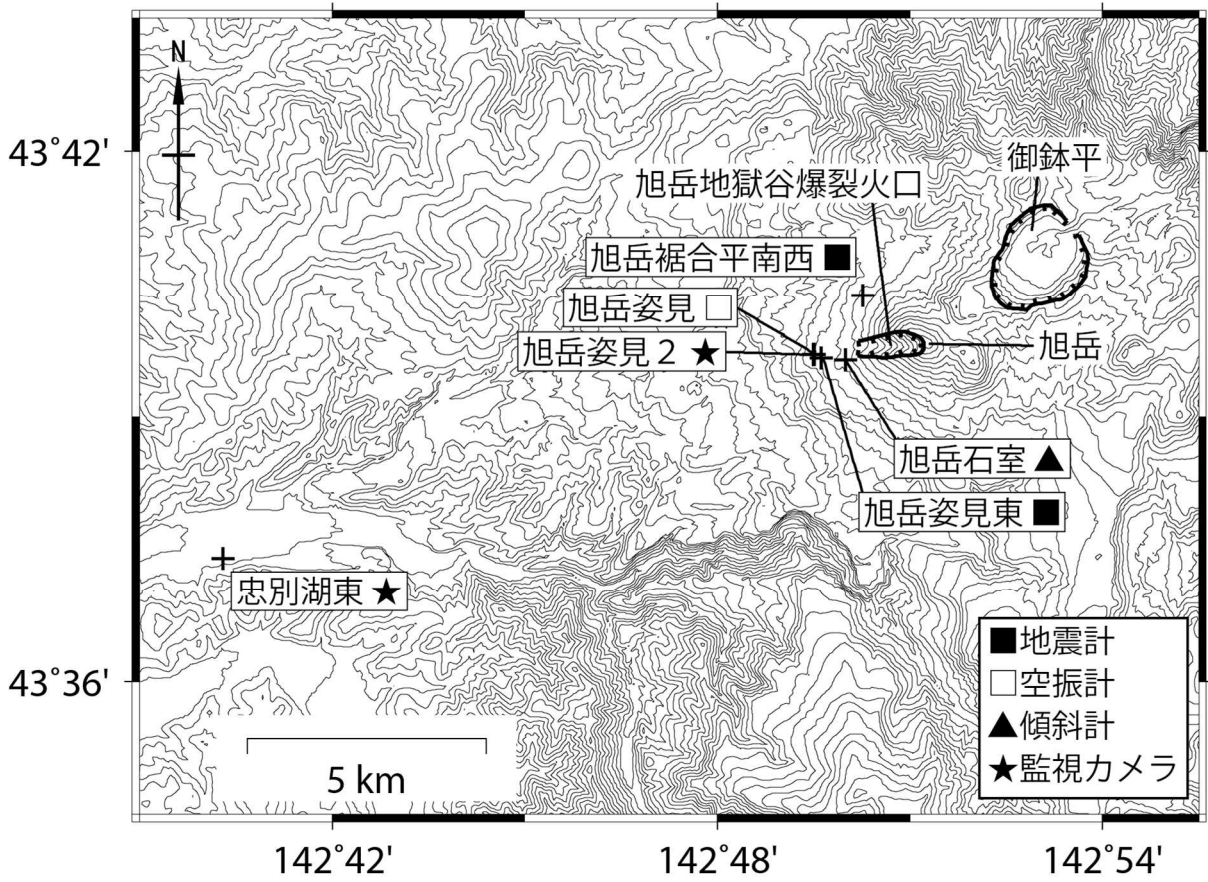 N
43°42'
御鉢平
旭岳地獄谷爆裂火口
旭岳裾合平南西 ■
旭岳姿見 □
旭岳姿見2 ★
旭岳
旭岳石室 ▲
旭岳姿見東 ■
忠別湖東 ★
43°36'
■地震計
□空振計
▲傾斜計
★監視カメラ
5 km
142°42'
142°48'
142°54'